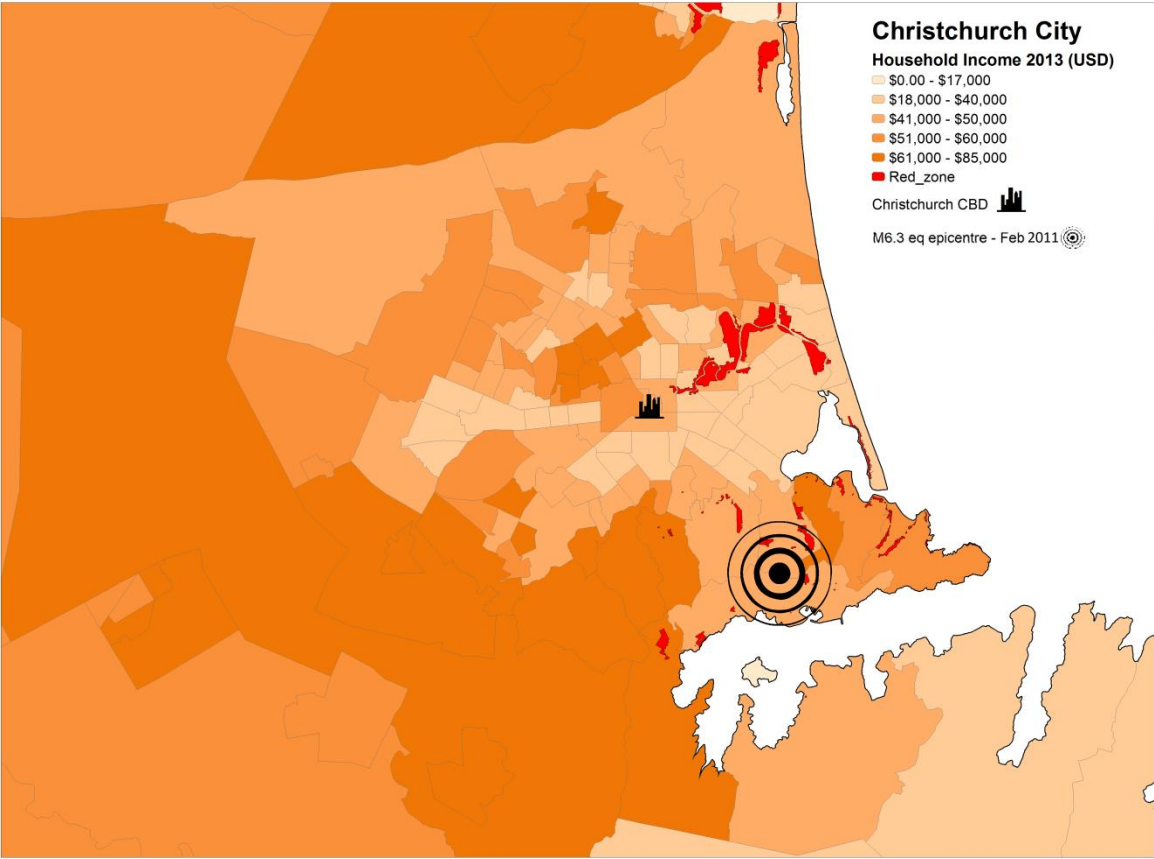 Christchurch City
Household Income 2013 (USD)
$0.00 - $17,000
$18,000 - $40,000
$41,000 - $50,000
$51,000 - $60,000
$61,000 - $85,000
Red_zone
Christchurch CBD
M6.3 eq epicentre - Feb 2011